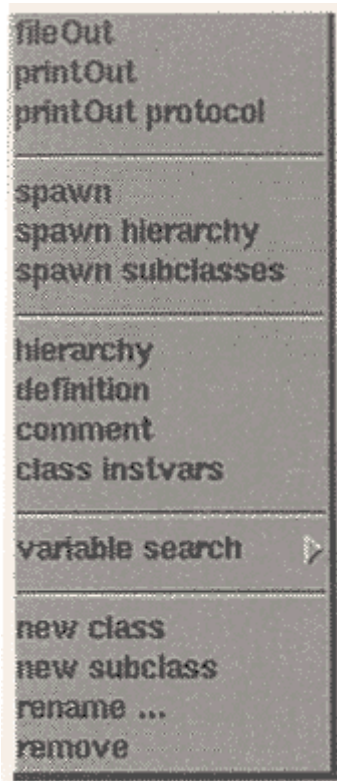 fileOut
printOut
printOut protocol
spawn
spawn hierarchy
spawn subclasses
hierarchy
definition
comment
class instvars
variable search
new class
new subclass
rename ...
remove